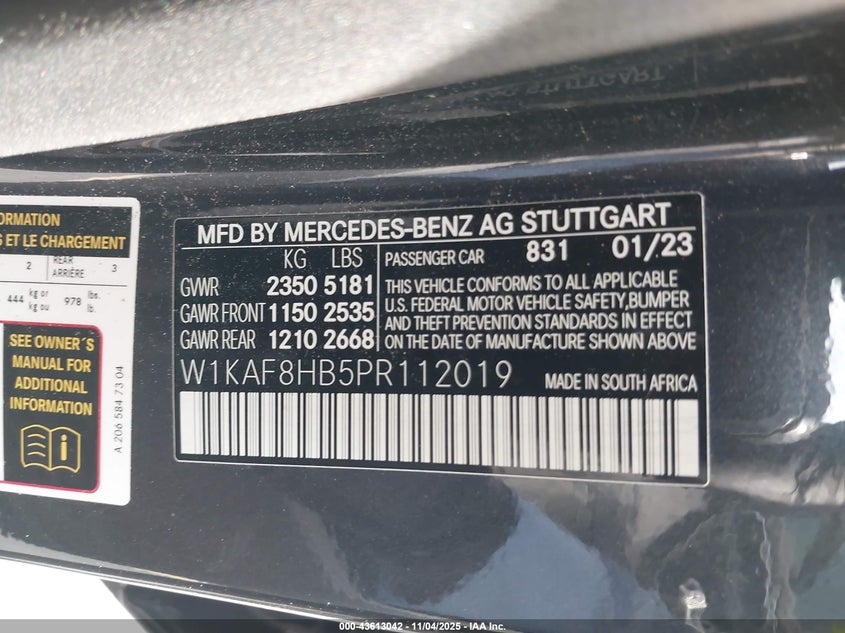 ORMATION
S ET LE CHARGEMENT
2 REAR ARRIÈRE 3
444 kg or kg ou 978 lbs. lb.
SEE OWNER´S
MANUAL FOR
ADDITIONAL
INFORMATION
A 206 584 73 04
MFD BY MERCEDES-BENZ AG STUTTGART
KG LBS
GVWR 2350 5181
GAWR FRONT 1150 2535
GAWR REAR 1210 2668
PASSENGER CAR 831 01/23
THIS VEHICLE CONFORMS TO ALL APPLICABLE
U.S. FEDERAL MOTOR VEHICLE SAFETY,BUMPER
AND THEFT PREVENTION STANDARDS IN EFFECT
ON THE DATE OF MANUFACTURE SHOWN ABOVE
W1KAF8HB5PR112019 MADE IN SOUTH AFRICA
000-43613042 - 11/04/2025 - IAA Inc.